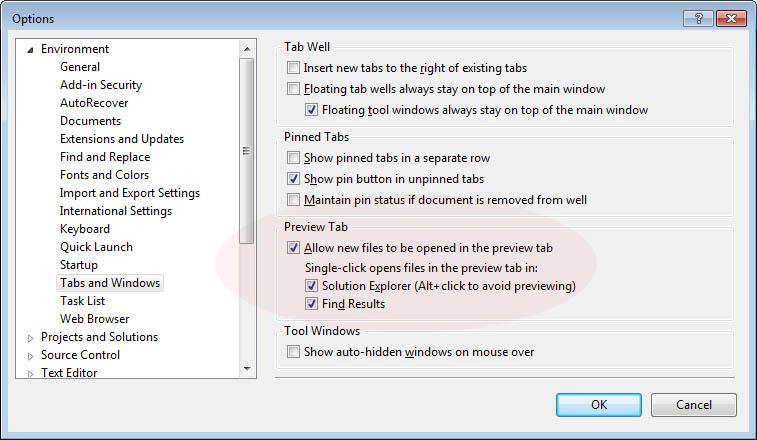 Options
Environment
General
Add-in Security
AutoRecover
Documents
Extensions and Updates
Find and Replace
Fonts and Colors
Import and Export Settings
International Settings
Keyboard
Quick Launch
Startup
Tabs and Windows
Task List
Web Browser
Projects and Solutions
Source Control
Text Editor
Tab Well
Insert new tabs to the right of existing tabs
Floating tab wells always stay on top of the main window
Floating tool windows always stay on top of the main window
Pinned Tabs
Show pinned tabs in a separate row
Show pin button in unpinned tabs
Maintain pin status if document is removed from well
Preview Tab
Allow new files to be opened in the preview tab
Single-click opens files in the preview tab in:
Solution Explorer (Alt+click to avoid previewing)
Find Results
Tool Windows
Show auto-hidden windows on mouse over
OK
Cancel